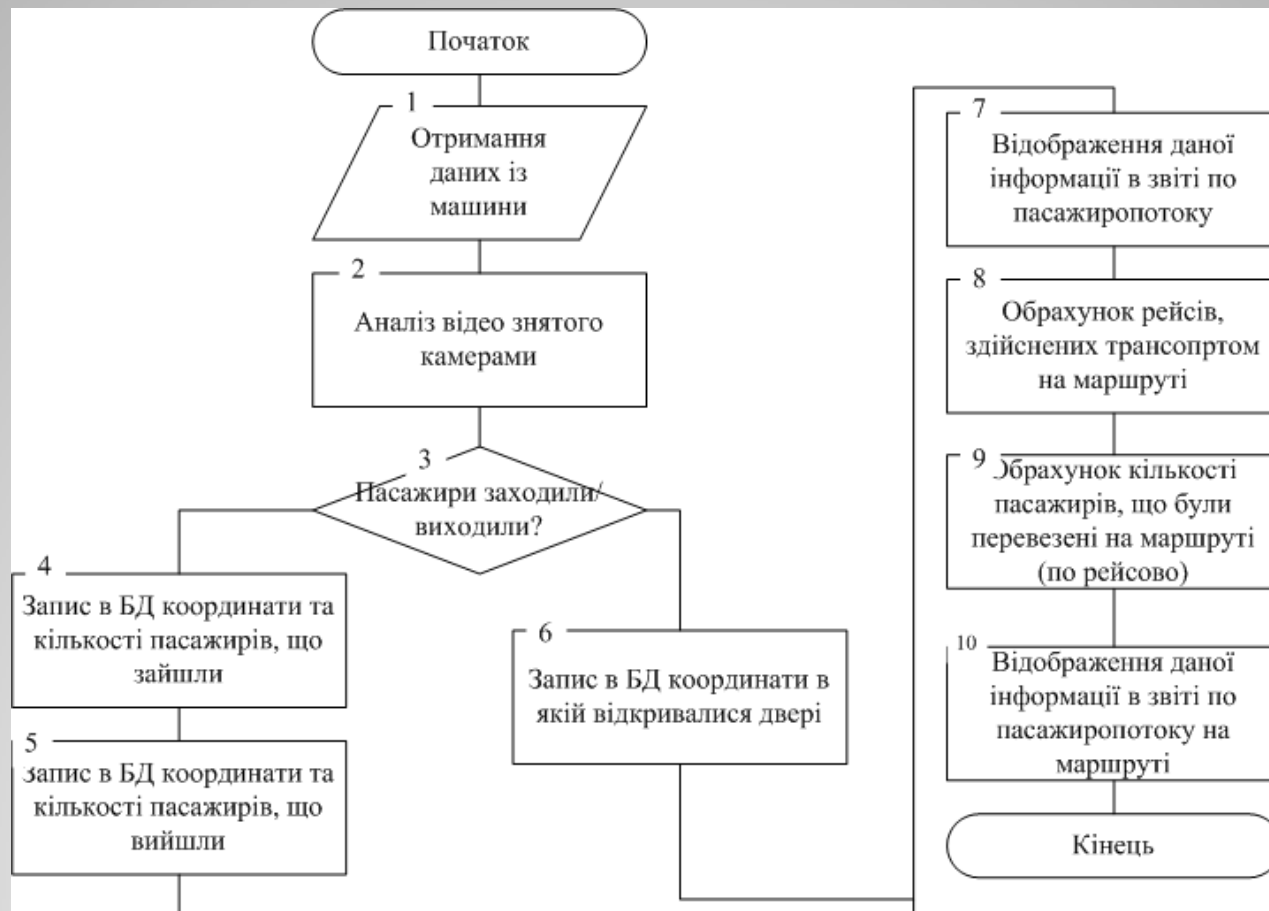 Початок
1
Отримання
даних із
машини
2
Аналіз відео знятого
камерами
3
Пасажири заходили/
виходили?
4
Запис в БД координати та
кількості пасажирів, що
зайшли
5
Запис в БД координати та
кількості пасажирів, що
вийшли
6
Запис в БД координати в
якій відкривалися двері
7
Відображення даної
інформації в звіті по
пасажиропотоку
8
Обрахунок рейсів,
здійснених трансопртом
на маршруті
9
Обрахунок кількості
пасажирів, що були
перевезені на маршруті
(по рейсово)
10
Відображення даної
інформації в звіті по
пасажиропотоку на
маршруті
Кінець